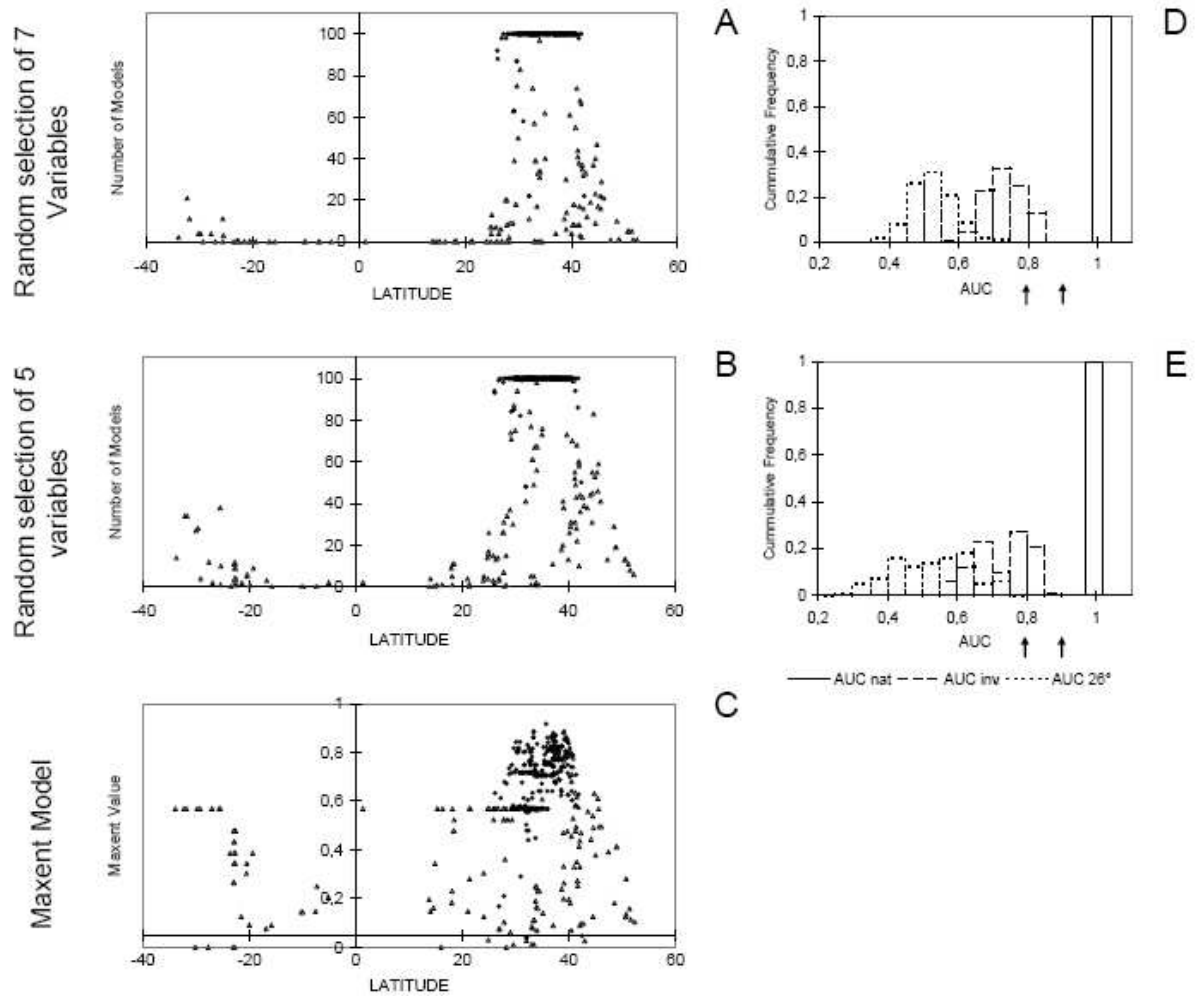 Random selection of 7
Variables
Number of Models
100
80
60
40
20
0
-40
-20
0
20
40
60
LATITUDE
A
Cummulative Frequency
1
0,8
0,6
0,4
0,2
0
0,2
0,4
0,6
0,8
1
AUC
D
Random selection of 5
variables
Number of Models
100
80
60
40
20
0
-40
-20
0
20
40
60
LATITUDE
B
Cummulative Frequency
1
0,8
0,6
0,4
0,2
0
0,2
0,4
0,6
0,8
1
AUC
E
AUC nat
AUC inv
AUC 26°
Maxent Model
Maxent Value
1
0,8
0,6
0,4
0,2
0
-40
-20
0
20
40
60
LATITUDE
C